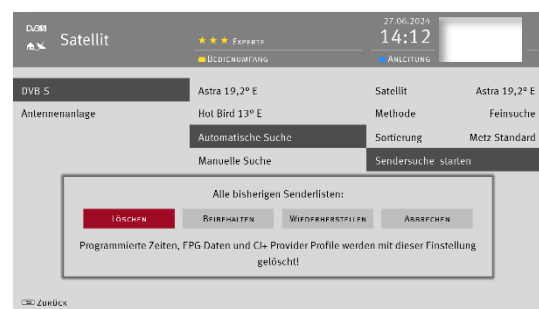 DVB S
Satellit
★ ★ ★ EXPERTE
BEDIENUMFANG
27.06.2024
14:12
ANLEITUNG
DVB S
Antennenanlage
Astra 19,2° E
Hot Bird 13° E
Automatische Suche
Manuelle Suche
Satellit Astra 19,2° E
Methode Feinsuche
Sortierung Metz Standard
Sendersuche starten
Alle bisherigen Senderlisten:
LÖSCHEN BEIBEHALTEN WIEDERHERSTELLEN ABBRECHEN
Programmierte Zeiten, EPG-Daten und CI+ Provider Profile werden mit dieser Einstellung
gelöscht!
ZURÜCK